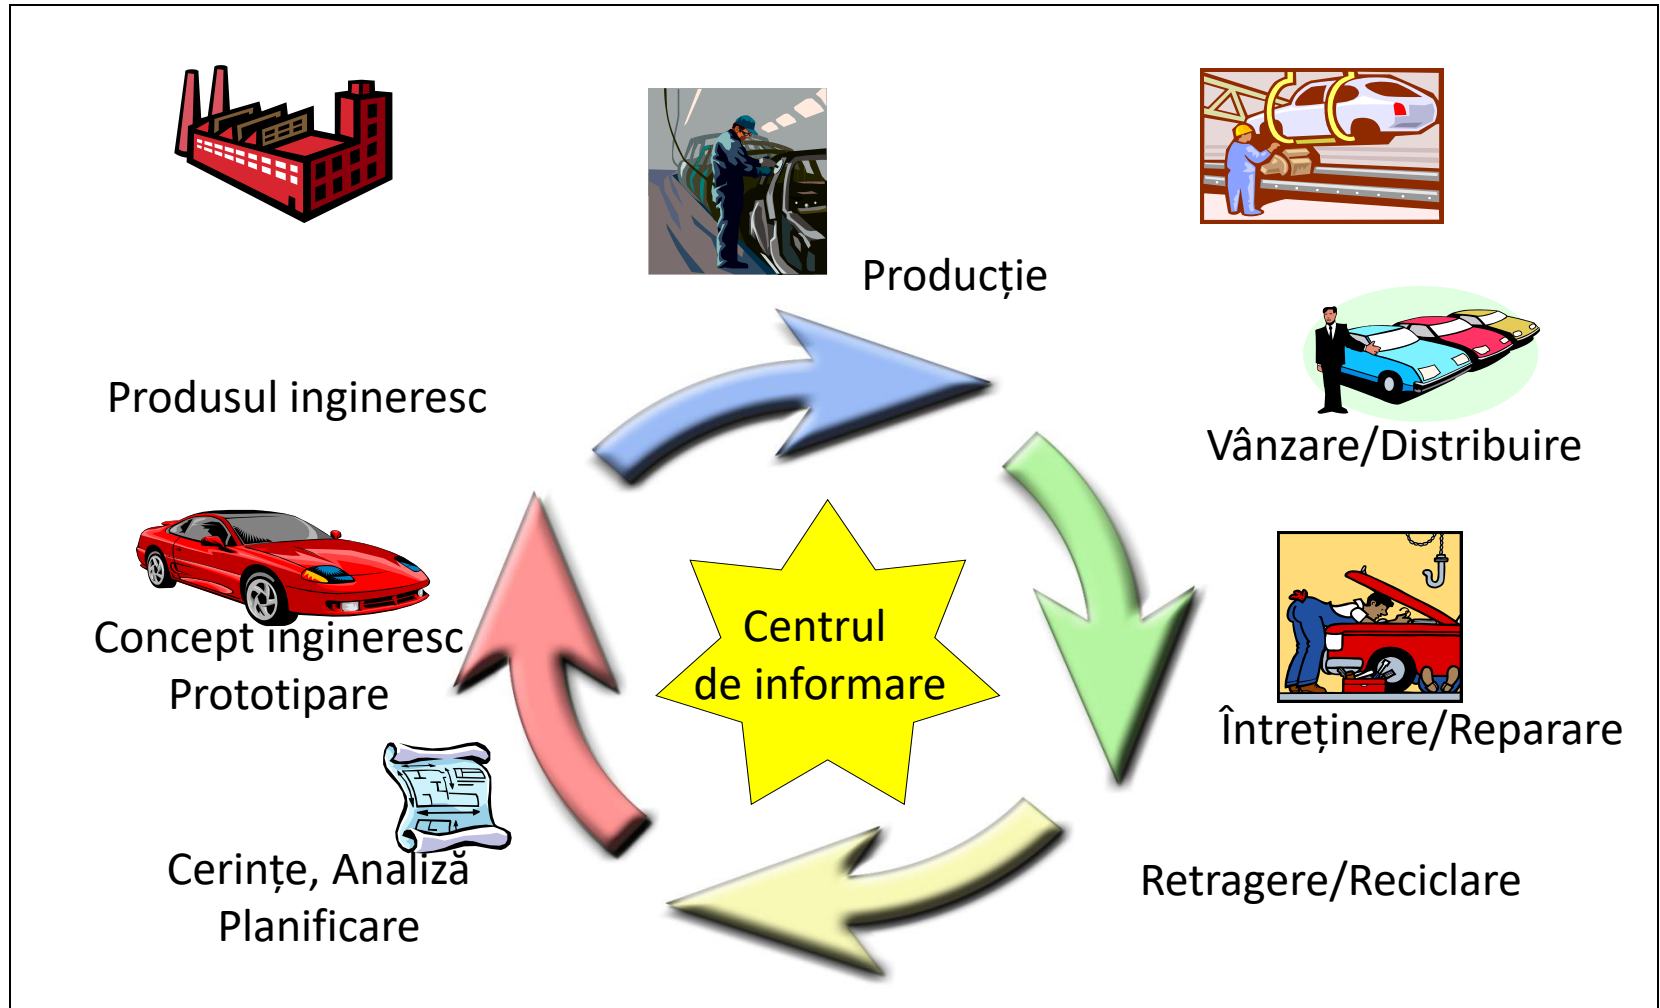 Producție
Produsul ingineresc
Vânzare/Distribuire
Concept ingineresc
Prototipare
Centrul
de informare
Întreținere/Reparare
Cerințe, Analiză
Planificare
Retragere/Reciclare